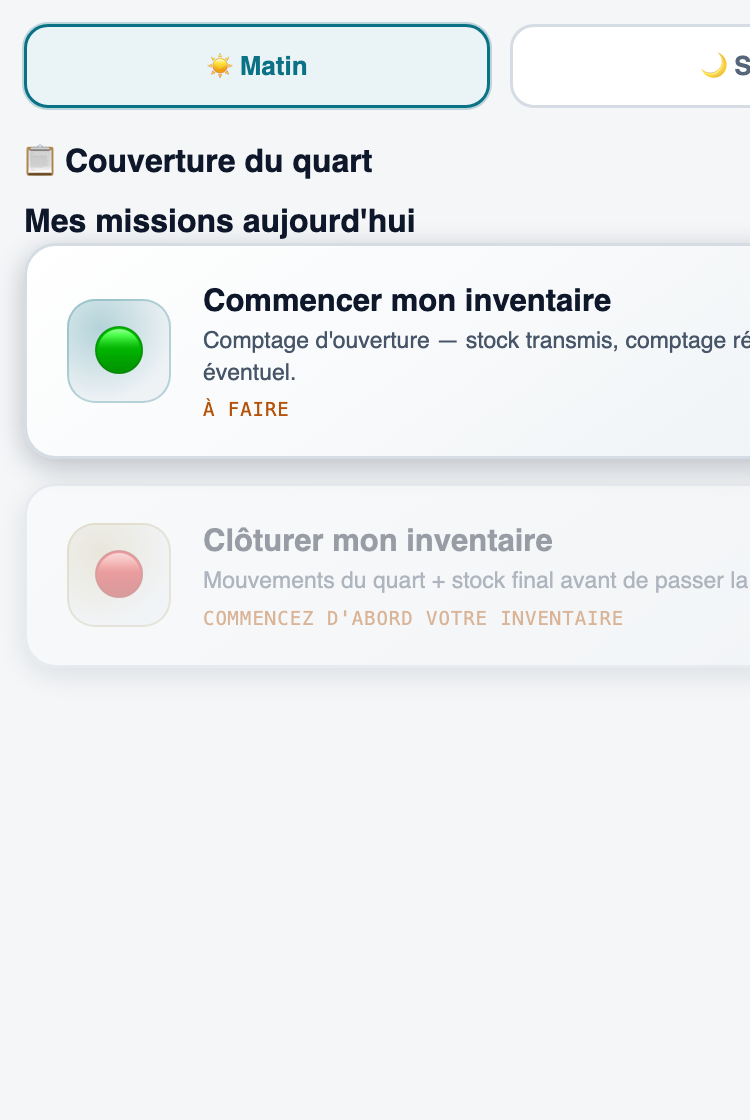 ☀️ Matin
🌙 S
📋 Couverture du quart
Mes missions aujourd'hui
Commencer mon inventaire
Comptage d'ouverture — stock transmis, comptage ré
éventuel.
À FAIRE
Clôturer mon inventaire
Mouvements du quart + stock final avant de passer la
COMMENCEZ D'ABORD VOTRE INVENTAIRE